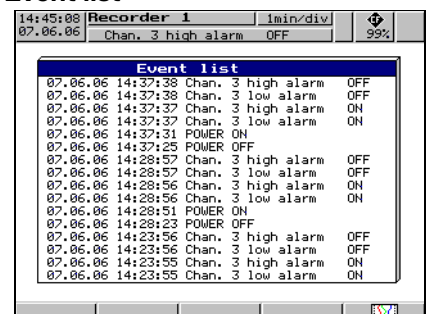 Event list
14:45:08 Recorder 1 1min/div
07.06.06 Chan. 3 high alarm OFF 99%
Event list
07.06.06 14:37:38 Chan. 3 high alarm OFF
07.06.06 14:37:38 Chan. 3 low alarm OFF
07.06.06 14:37:37 Chan. 3 high alarm ON
07.06.06 14:37:37 Chan. 3 low alarm ON
07.06.06 14:37:31 POWER ON
07.06.06 14:37:25 POWER OFF
07.06.06 14:28:57 Chan. 3 high alarm OFF
07.06.06 14:28:57 Chan. 3 low alarm OFF
07.06.06 14:28:56 Chan. 3 high alarm ON
07.06.06 14:28:56 Chan. 3 low alarm ON
07.06.06 14:28:51 POWER ON
07.06.06 14:28:23 POWER OFF
07.06.06 14:23:56 Chan. 3 high alarm OFF
07.06.06 14:23:56 Chan. 3 low alarm OFF
07.06.06 14:23:55 Chan. 3 high alarm ON
07.06.06 14:23:55 Chan. 3 low alarm ON